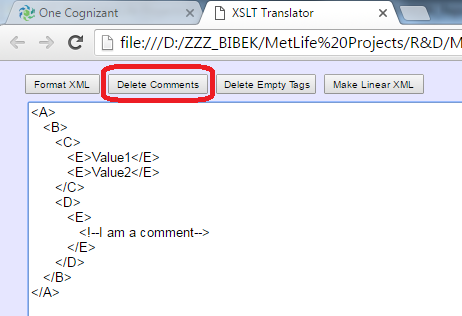 One Cognizant
XSLT Translator
file:///D:/ZZZ_BIBEK/MetLife%20Projects/R&D/M
Format XML
Delete Comments
Delete Empty Tags
Make Linear XML
<A>
<B>
<C>
<E>Value1</E>
<E>Value2</E>
</C>
<D>
<E>
<!--I am a comment-->
</E>
</D>
</B>
</A>